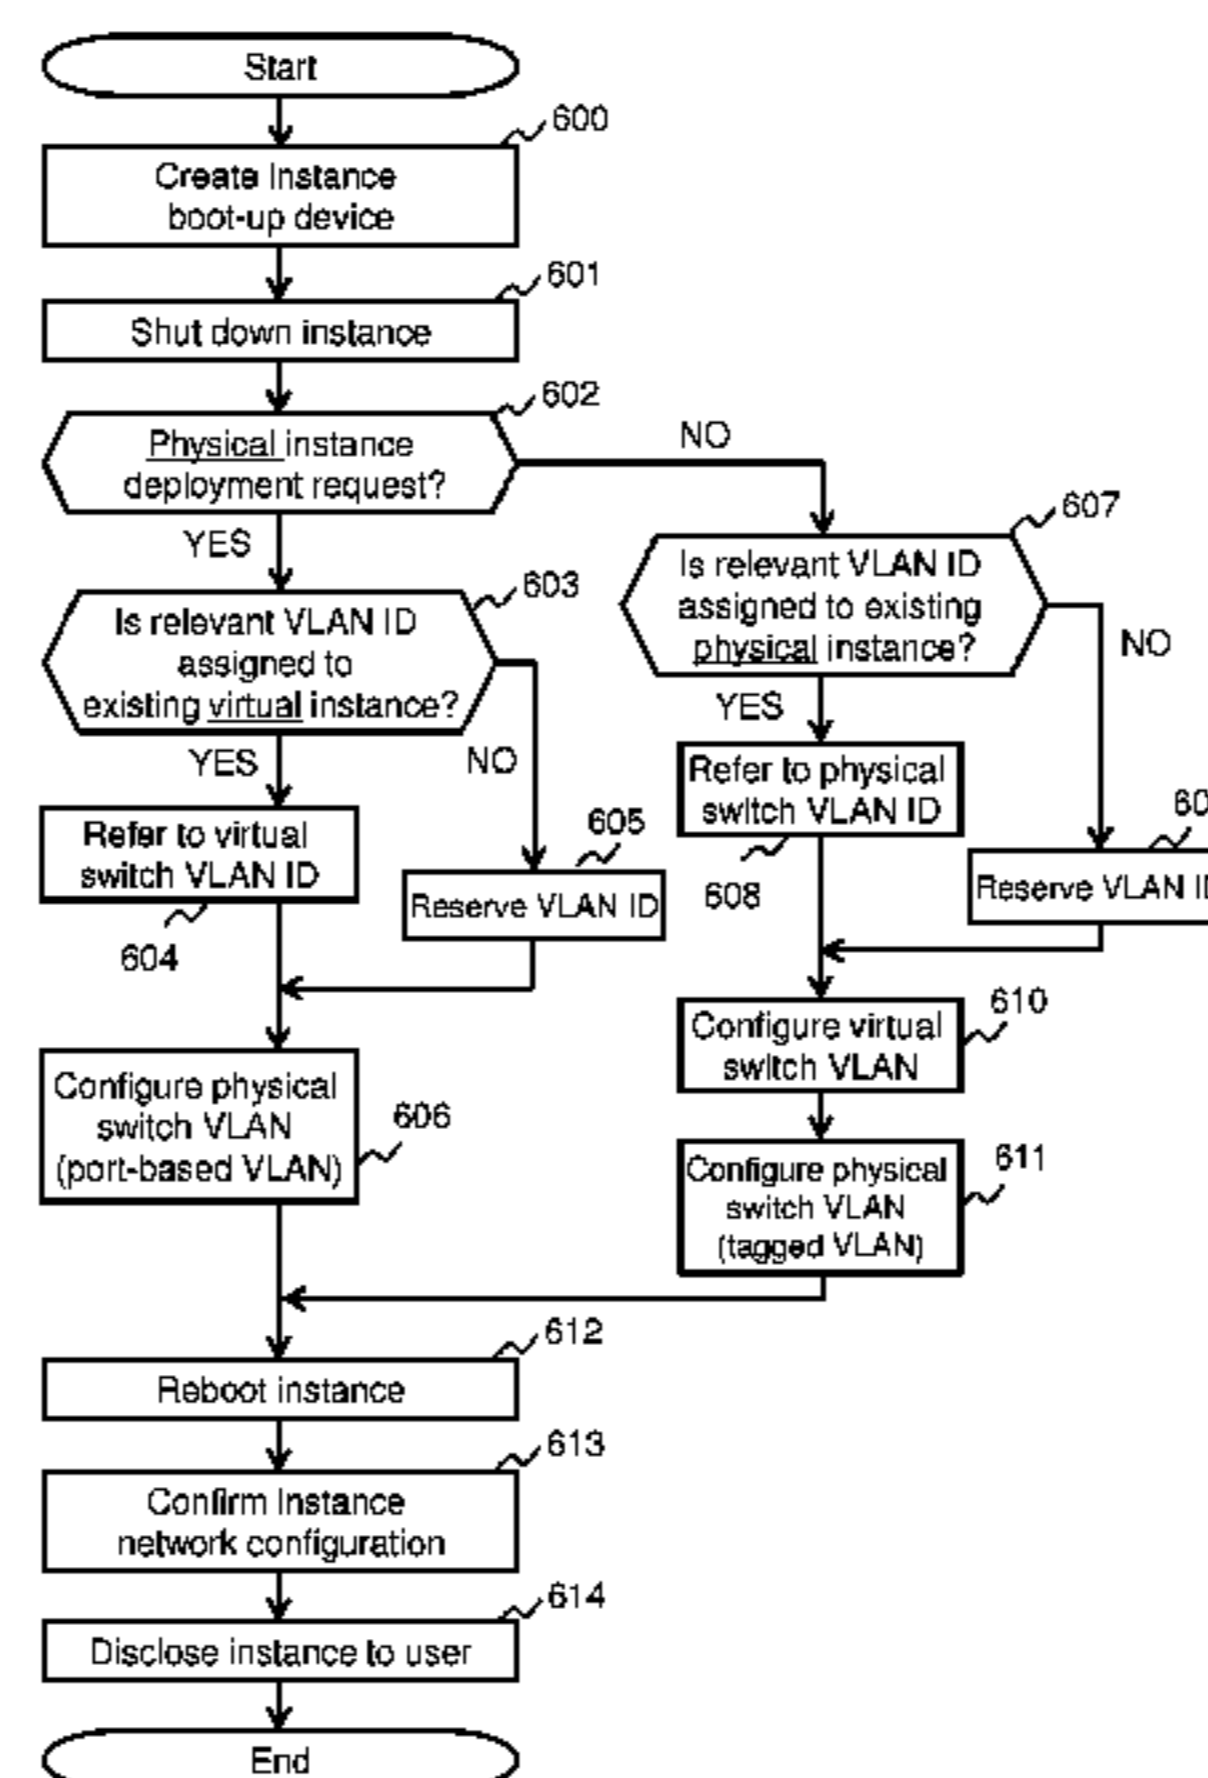 Start
600
Create Instance
boot-up device
601
Shut down instance
602
Physical instance
deployment request?
NO
YES
603
Is relevant VLAN ID
assigned to
existing virtual instance?
607
Is relevant VLAN ID
assigned to existing
physical instance?
NO
YES
YES
NO
Refer to physical
switch VLAN ID
608
Refer to virtual
switch VLAN ID
604
605
Reserve VLAN ID
Reserve VLAN
610
Configure virtual
switch VLAN
Configure physical
switch VLAN
(port-based VLAN)
606
611
Configure physical
switch VLAN
(tagged VLAN)
612
Reboot instance
613
Confirm Instance
network configuration
614
Disclose instance to user
End